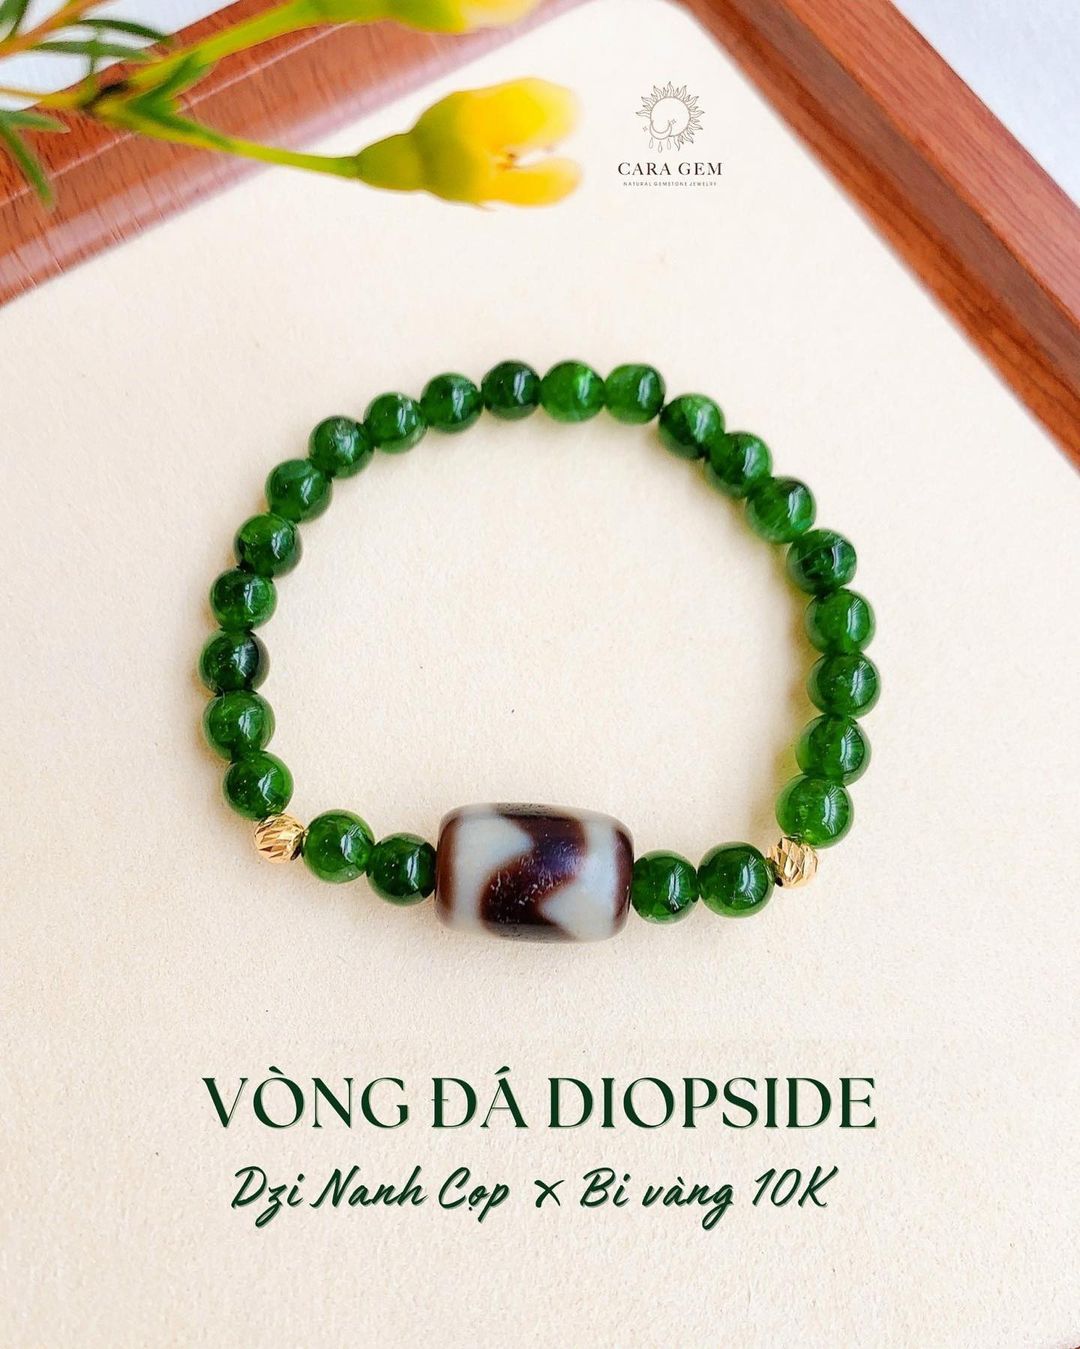 CARA GEM
NATURAL GEMSTONE JEWELRY
VÒNG ĐÁ DIOPSIDE
Dzi Nanh Cọp × Bi vàng 10K